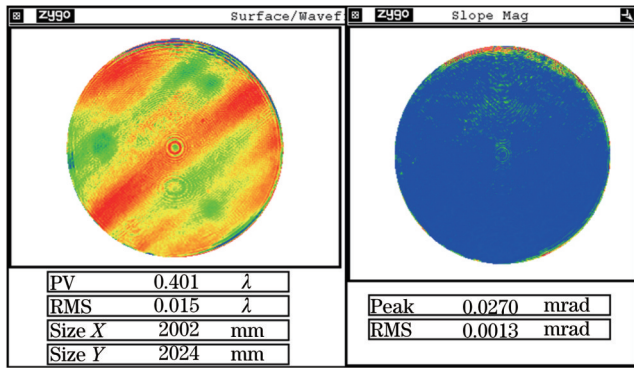 zygo Surface/Wavef
PV 0.401 λ
RMS 0.015 λ
Size X 2002 mm
Size Y 2024 mm
zygo Slope Mag
Peak 0.0270 mrad
RMS 0.0013 mrad